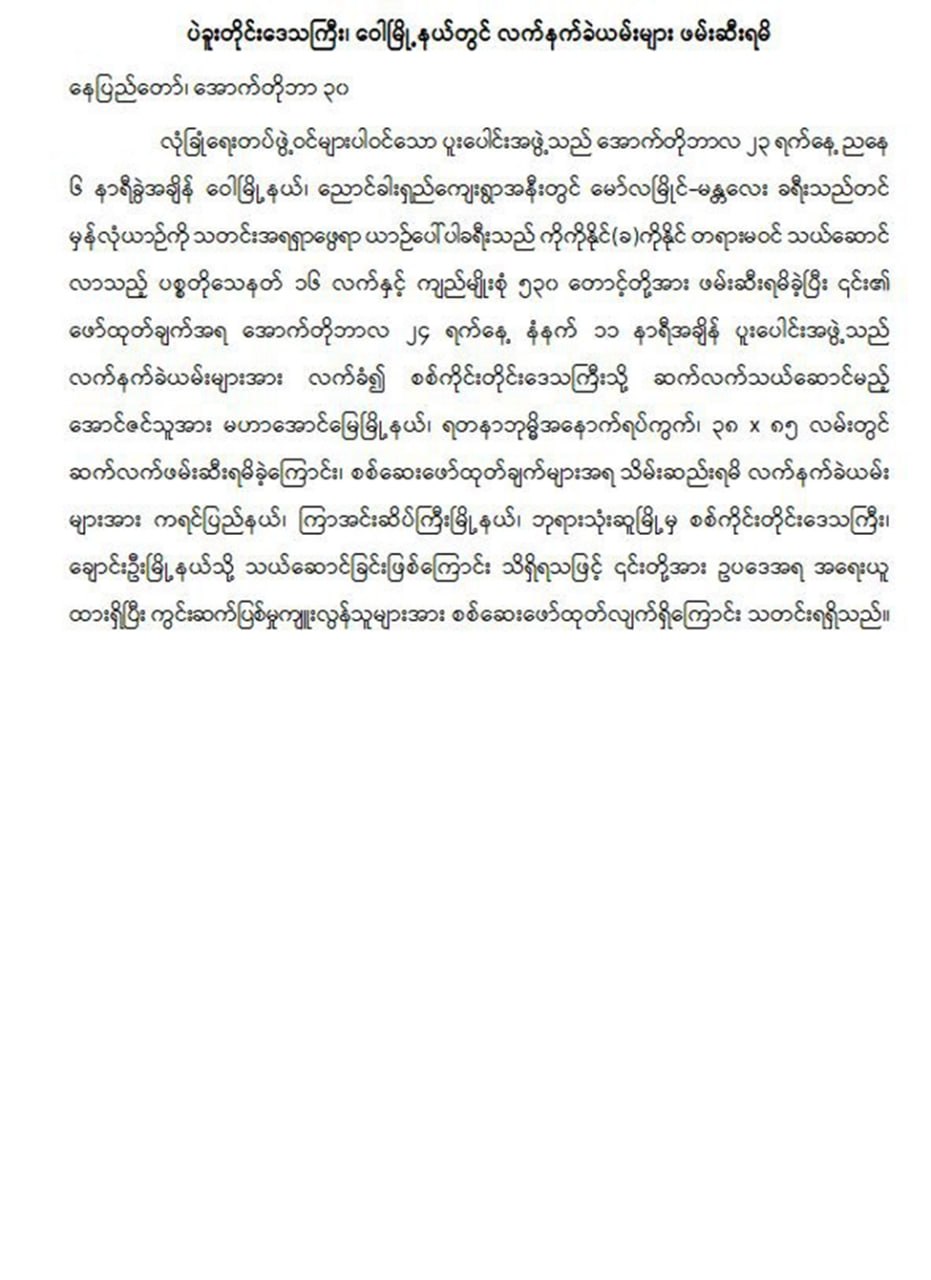 ပဲခူးတိုင်းဒေသကြီး၊ ဝေါမြို့နယ်တွင် လက်နက်ခဲယမ်းများ ဖမ်းဆီးရမိ
နေပြည်တော်၊ အောက်တိုဘာ ၃၀
လုံခြုံရေးတပ်ဖွဲ့ဝင်များပါဝင်သော ပူးပေါင်းအဖွဲ့သည် အောက်တိုဘာလ ၂၃ ရက်နေ့ ညနေ
၆ နာရီခွဲအချိန် ဝေါမြို့နယ်၊ ညောင်ခါးရှည်ကျေးရွာအနီးတွင် မော်လမြိုင်-မန္တလေး ခရီးသည်တင်
မှန်လုံယာဉ်ကို သတင်းအရရှာဖွေရာ ယာဉ်ပေါ်ပါခရီးသည် ကိုကိုနိုင်(ခ)ကိုနိုင် တရားမဝင် သယ်ဆောင်
လာသည့် ပစ္စတိုသေနတ် ၁၆ လက်နှင့် ကျည်မျိုးစုံ ၅၃၀ တောင့်တို့အား ဖမ်းဆီးရမိခဲ့ပြီး ၎င်း၏
ဖော်ထုတ်ချက်အရ အောက်တိုဘာလ ၂၄ ရက်နေ့ နံနက် ၁၁ နာရီအချိန် ပူးပေါင်းအဖွဲ့သည်
လက်နက်ခဲယမ်းများအား လက်ခံ၍ စစ်ကိုင်းတိုင်းဒေသကြီးသို့ ဆက်လက်သယ်ဆောင်မည့်
အောင်ဇင်သူအား မဟာအောင်မြေမြို့နယ်၊ ရတနာဘုမ္မိအနောက်ရပ်ကွက်၊ ၃၈ x ၈၅ လမ်းတွင်
ဆက်လက်ဖမ်းဆီးရမိခဲ့ကြောင်း၊ စစ်ဆေးဖော်ထုတ်ချက်များအရ သိမ်းဆည်းရမိ လက်နက်ခဲယမ်း
များအား ကရင်ပြည်နယ်၊ ကြာအင်းဆိပ်ကြီးမြို့နယ်၊ ဘုရားသုံးဆူမြို့မှ စစ်ကိုင်းတိုင်းဒေသကြီး၊
ချောင်းဦးမြို့နယ်သို့ သယ်ဆောင်ခြင်းဖြစ်ကြောင်း သိရှိရသဖြင့် ၎င်းတို့အား ဥပဒေအရ အရေးယူ
ထားရှိပြီး ကွင်းဆက်ပြစ်မှုကျူးလွန်သူများအား စစ်ဆေးဖော်ထုတ်လျက်ရှိကြောင်း သတင်းရရှိသည်။